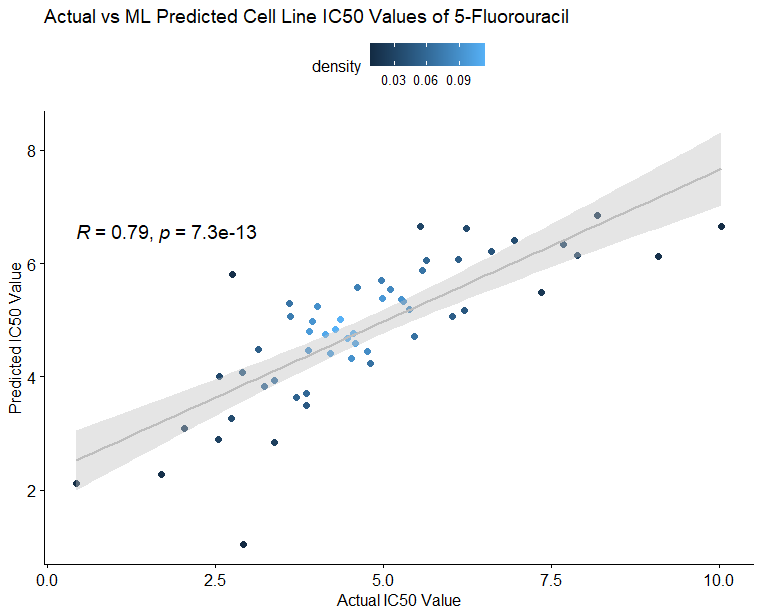 Actual vs ML Predicted Cell Line IC50 Values of 5-Fluorouracil
density
0.03 0.06 0.09
R = 0.79, p = 7.3e-13
Predicted IC50 Value
8
6
4
2
0.0 2.5 5.0 7.5 10.0
Actual IC50 Value